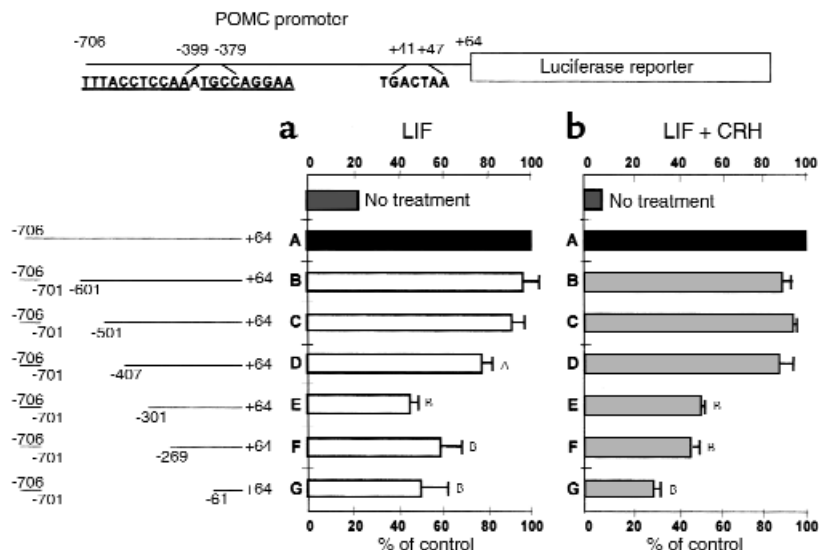 POMC promoter
-706 -399 -379 +41 +47 +64
TTTACCTCCAAATGCCAGGAA TGACTAA Luciferase reporter
a LIF b LIF + CRH
0 20 40 60 80 100 0 20 40 60 80 100
No treatment No treatment
-706 +64 A A
-706 -701 -601 +64 B B
-706 -701 -501 +64 C C
-706 -701 -407 +64 D A D
-706 -701 -301 +64 E B E B
-706 -701 -269 +64 F B F B
-706 -701 -61 +64 G B G B
0 20 40 60 80 100 0 20 40 60 80 100
% of control % of control